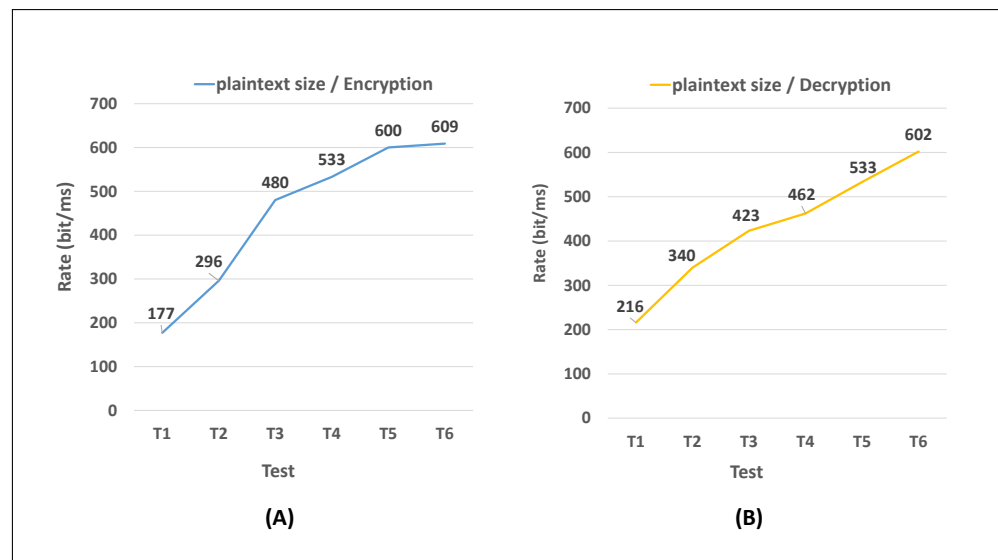 plaintext size / Encryption
700
600
500
400
300
200
100
0
Rate (bit/ms)
177
296
480
533
600
609
T1 T2 T3 T4 T5 T6
Test
(A)
plaintext size / Decryption
700
600
500
400
300
200
100
0
Rate (bit/ms)
216
340
423
462
533
602
T1 T2 T3 T4 T5 T6
Test
(B)